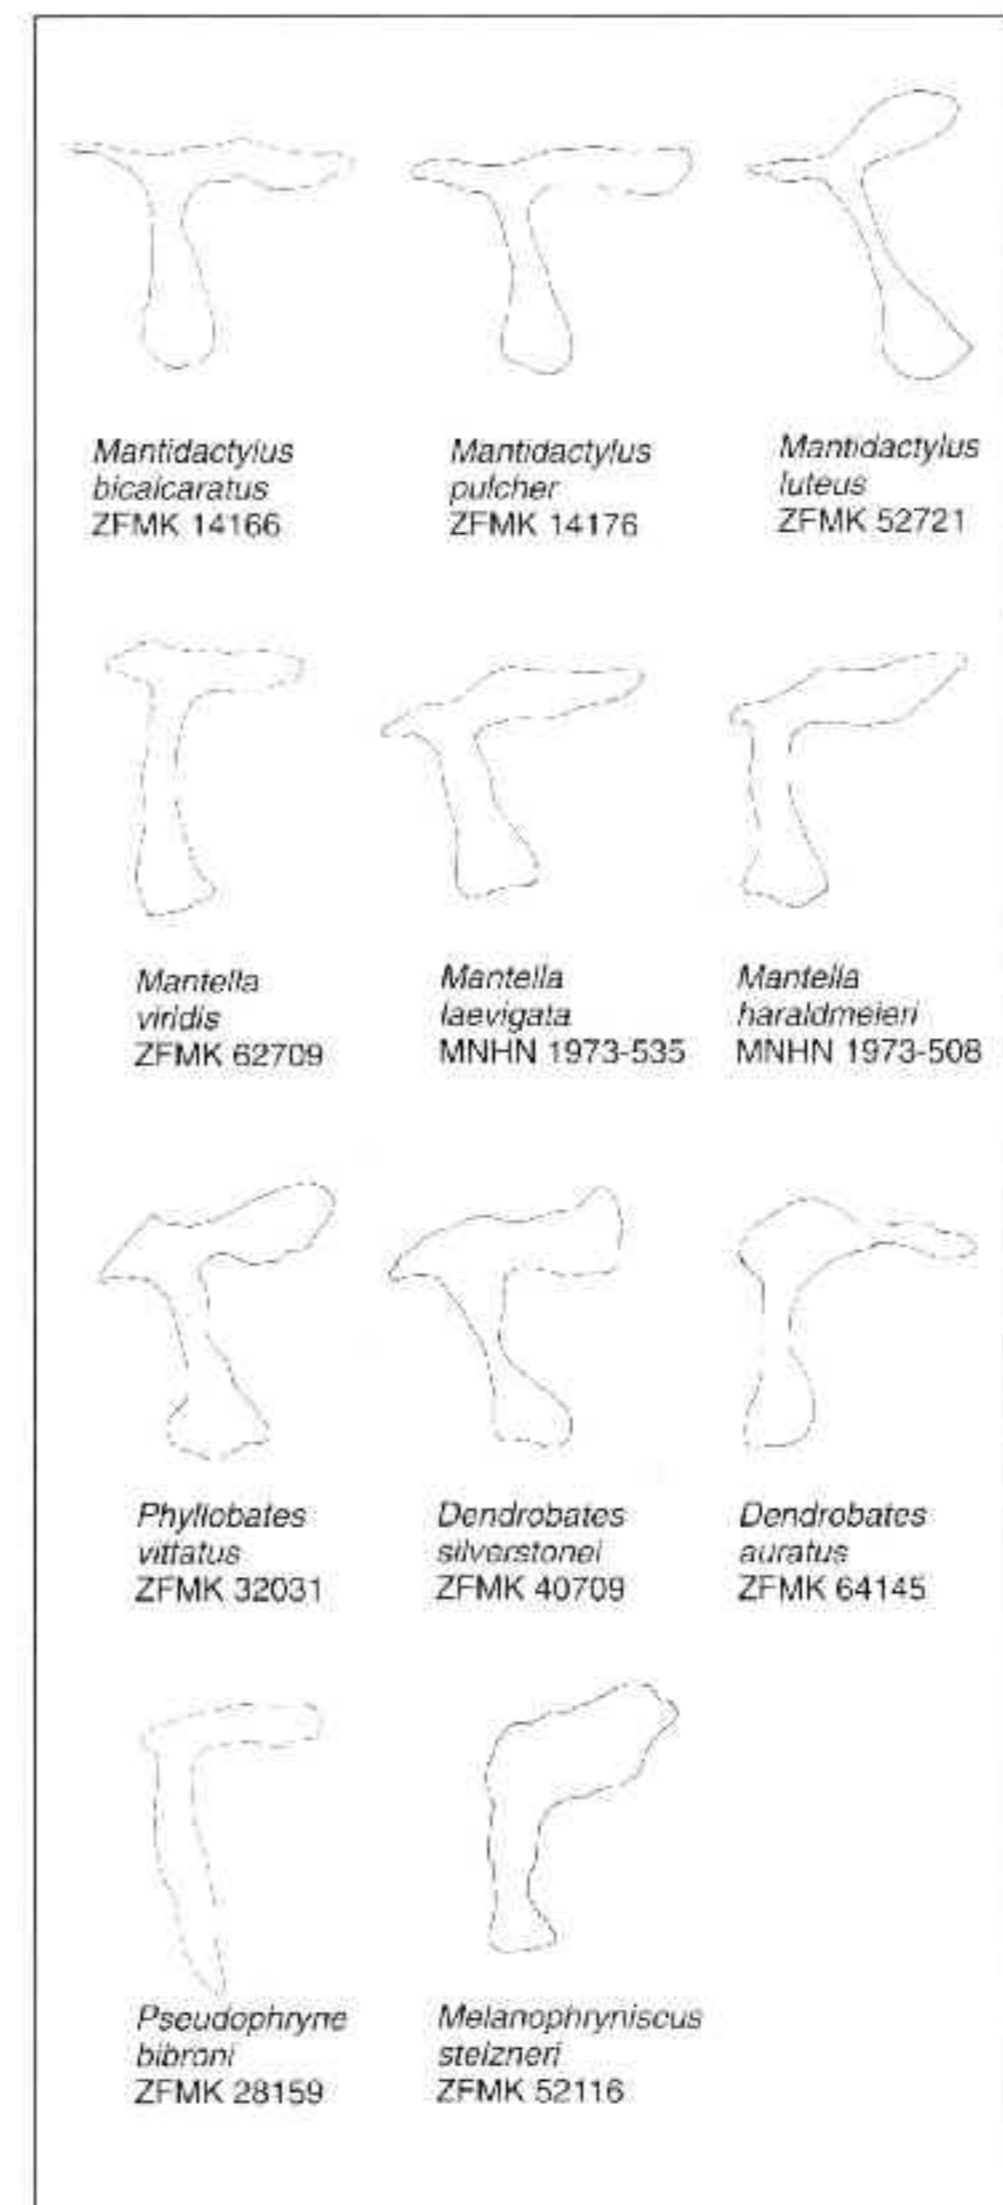 Mantidactylus
bicalcaratus
ZFMK 14166
Mantidactylus
pulcher
ZFMK 14176
Mantidactylus
luteus
ZFMK 52721
Mantella
viridis
ZFMK 62709
Mantella
laevigata
MNHN 1973-535
Mantella
haraldmeieri
MNHN 1973-508
Phyllobates
vittatus
ZFMK 32031
Dendrobates
silverstonei
ZFMK 40709
Dendrobates
auratus
ZFMK 64145
Pseudophryne
bibroni
ZFMK 28159
Melanophryniscus
stelzneri
ZFMK 52116